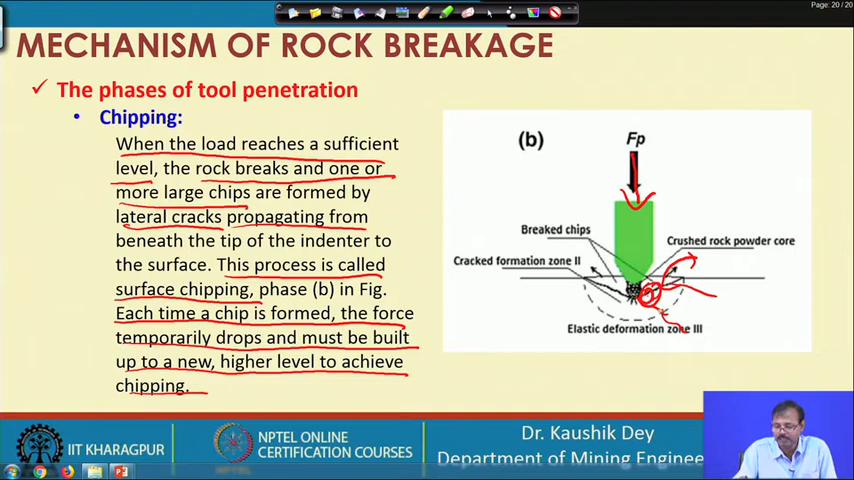 Page: 20 / 20
MECHANISM OF ROCK BREAKAGE
✓ The phases of tool penetration
• Chipping:
When the load reaches a sufficient
level, the rock breaks and one or
more large chips are formed by
lateral cracks propagating from
beneath the tip of the indenter to
the surface. This process is called
surface chipping, phase (b) in Fig.
Each time a chip is formed, the force
temporarily drops and must be built
up to a new, higher level to achieve
chipping.
(b)
Fp
Breaked chips
Crushed rock powder core
Cracked formation zone II
Elastic deformation zone III
IIT KHARAGPUR
NPTEL ONLINE
CERTIFICATION COURSES
Dr. Kaushik Dey
Department of Mining Enginee